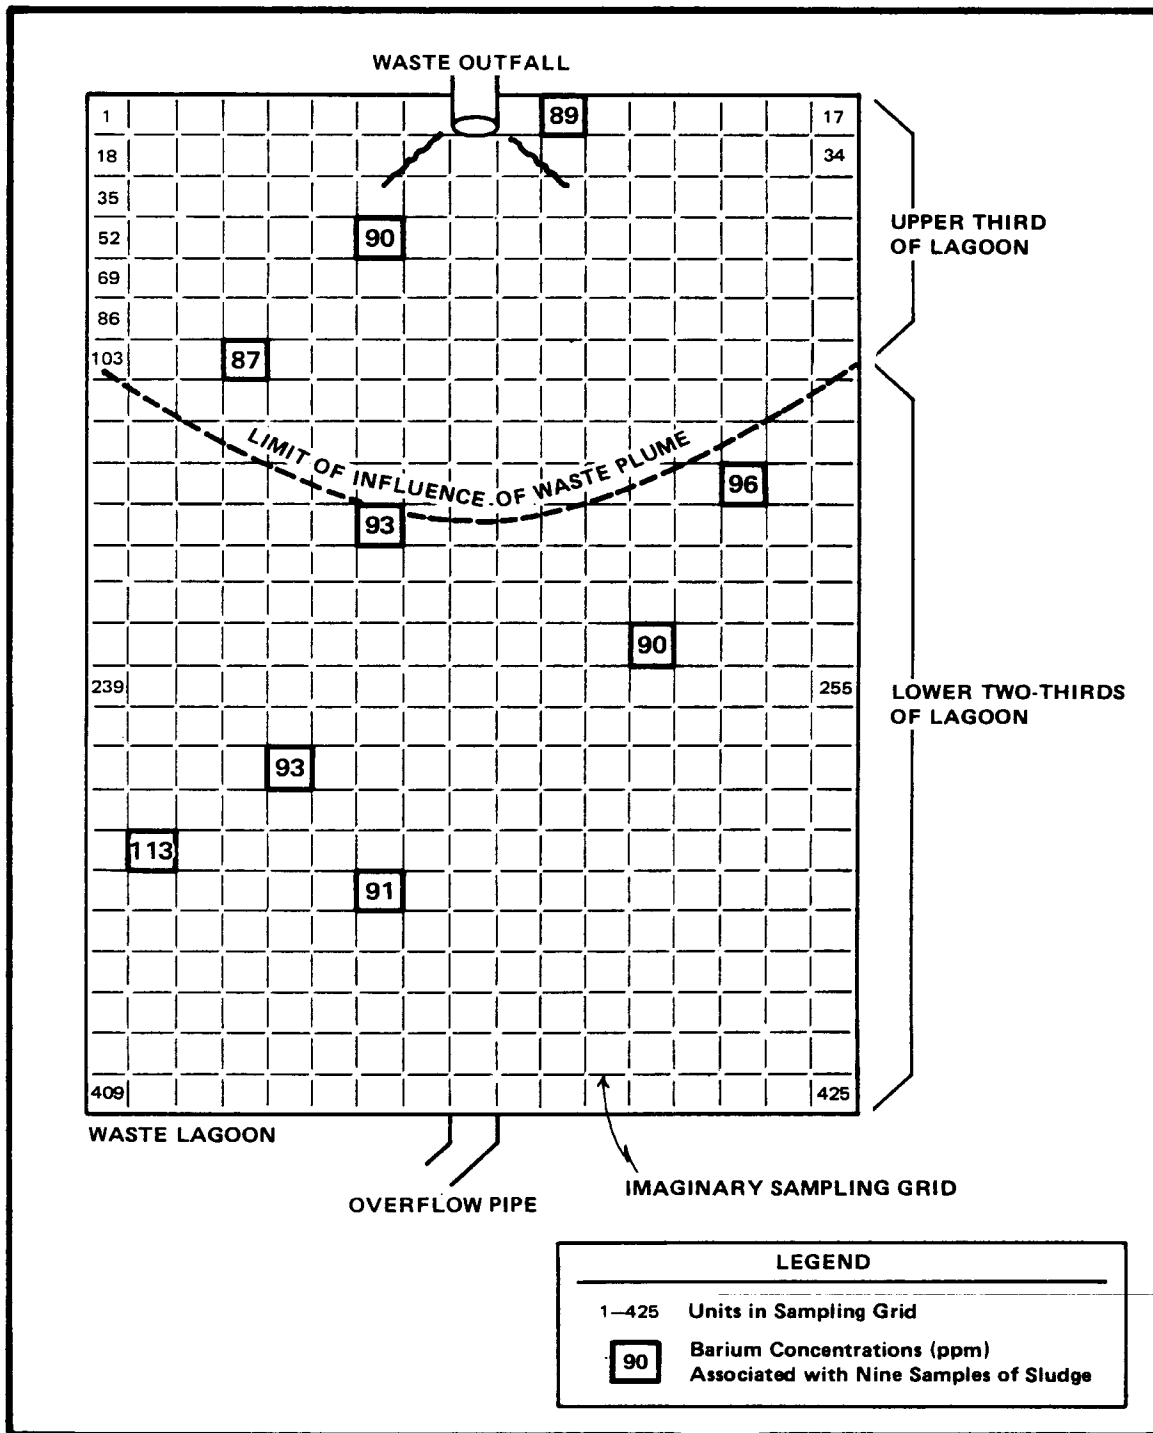 WASTE OUTFALL
1
89
17
18
34
35
UPPER THIRD
OF LAGOON
52
90
69
86
103
87
LIMIT OF INFLUENCE OF WASTE PLUME
96
93
90
239
255
LOWER TWO-THIRDS
OF LAGOON
93
113
91
409
425
WASTE LAGOON
OVERFLOW PIPE
IMAGINARY SAMPLING GRID
LEGEND
1–425 Units in Sampling Grid
90 Barium Concentrations (ppm)
Associated with Nine Samples of Sludge